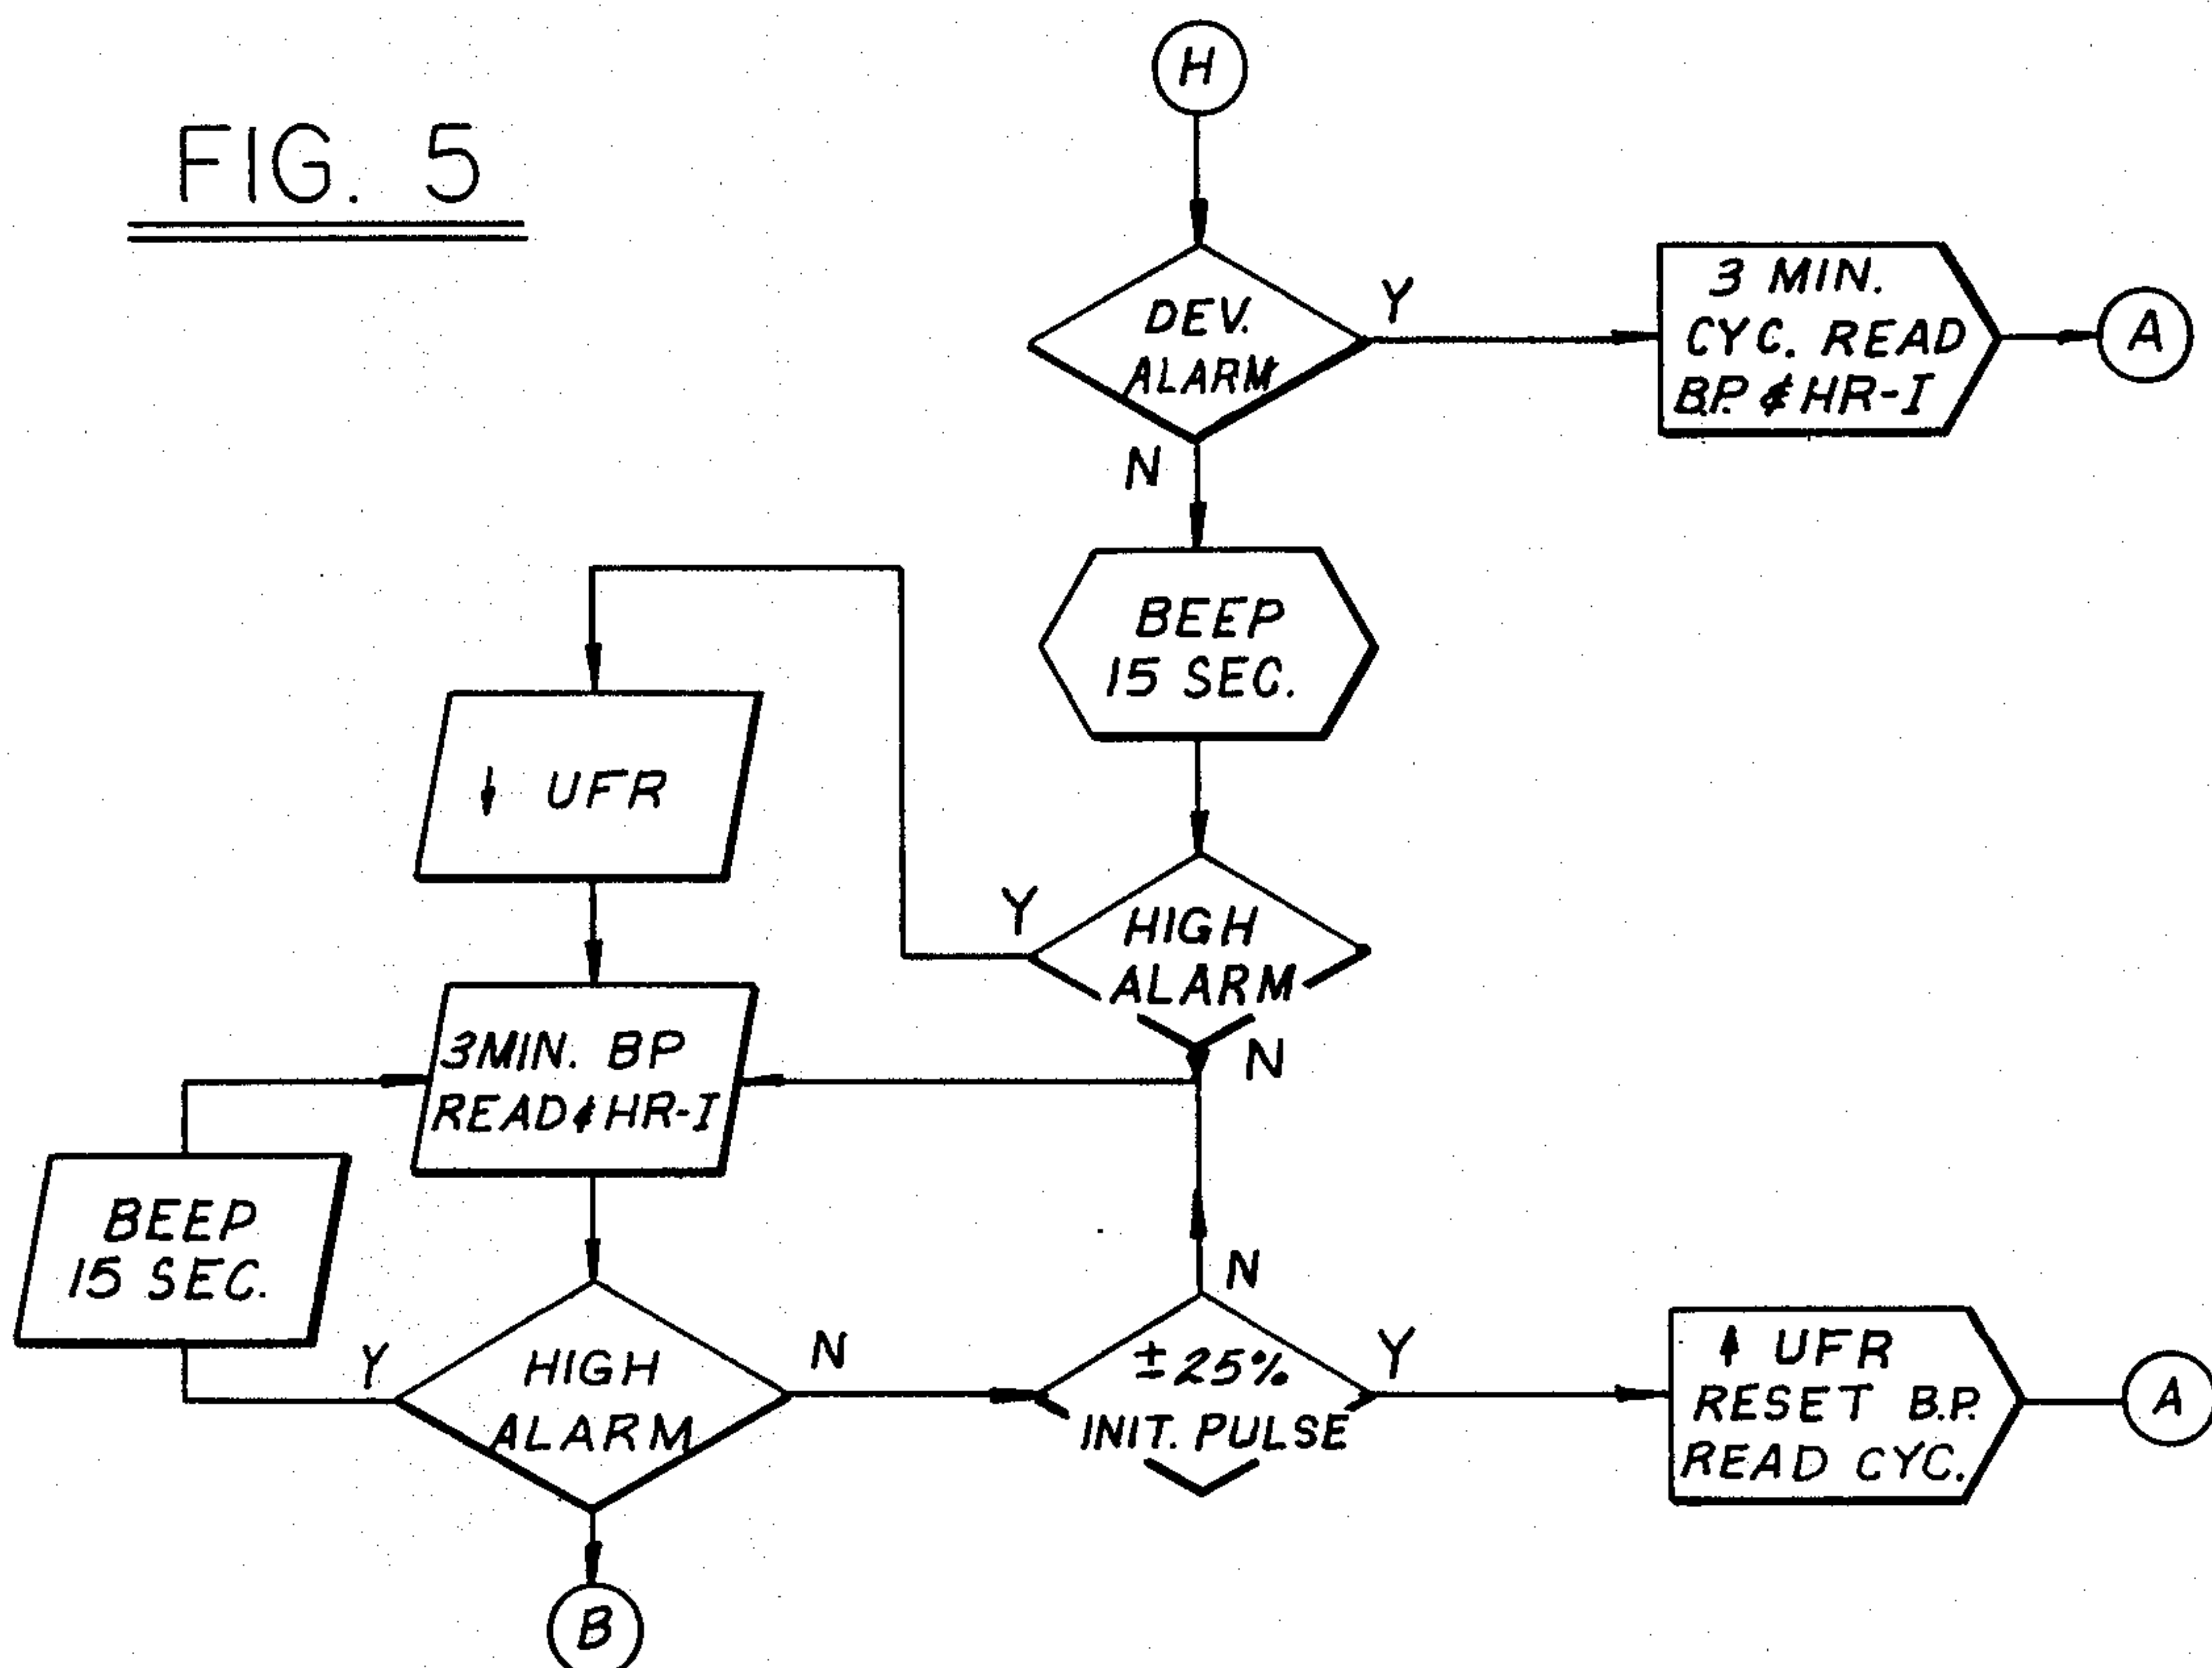 FIG. 5
H
DEV.
ALARM
Y
N
3 MIN.
CYC. READ
B.P. & HR-I
A
BEEP
15 SEC.
HIGH
ALARM
Y
N
↓ UFR
3MIN. BP
READ & HR-I
BEEP
15 SEC.
HIGH
ALARM
Y
N
B
±25%
INIT. PULSE
N
Y
↑ UFR
RESET B.P.
READ CYC.
A